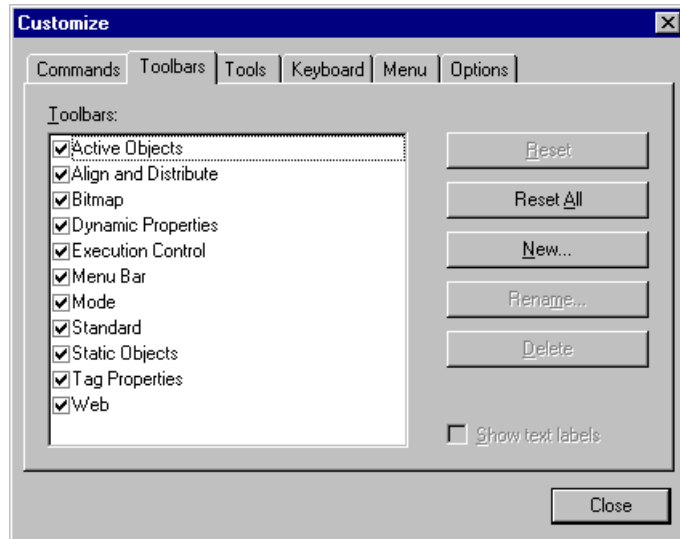 Customize
Commands Toolbars Tools Keyboard Menu Options
Toolbars:
Active Objects
Align and Distribute
Bitmap
Dynamic Properties
Execution Control
Menu Bar
Mode
Standard
Static Objects
Tag Properties
Web
Reset
Reset All
New...
Rename...
Delete
Show text labels
Close